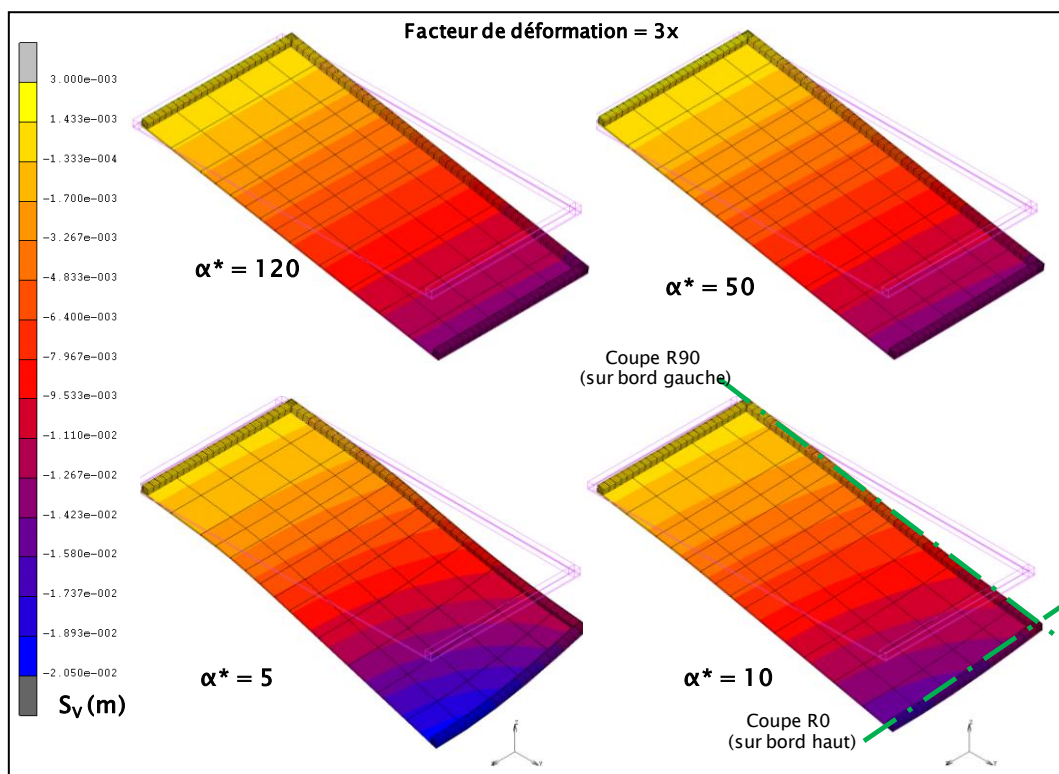 Facteur de déformation = 3x
3.000e-003
1.433e-003
-1.333e-004
-1.700e-003
-3.267e-003
-4.833e-003
-6.400e-003
-7.967e-003
-9.533e-003
-1.110e-002
-1.267e-002
-1.423e-002
-1.580e-002
-1.737e-002
-1.893e-002
-2.050e-002
Sv (m)
α* = 120
α* = 50
Coupe R90
(sur bord gauche)
α* = 5
α* = 10
Coupe R0
(sur bord haut)